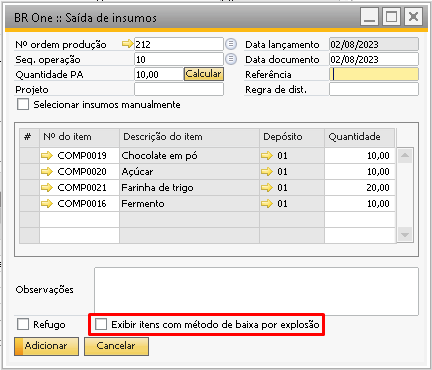 BR One :: Saída de insumos
Nº ordem produção 212 Data lançamento 02/08/2023
Seq. operação 10 Data documento 02/08/2023
Quantidade PA 10,00 Calcular Referência
Projeto Regra de dist.
Selecionar insumos manualmente
# Nº do item Descrição do item Depósito Quantidade
COMP0019 Chocolate em pó 01 10,00
COMP0020 Açúcar 01 10,00
COMP0021 Farinha de trigo 01 20,00
COMP0016 Fermento 01 10,00
Observações
Refugo Exibir itens com método de baixa por explosão
Adicionar Cancelar